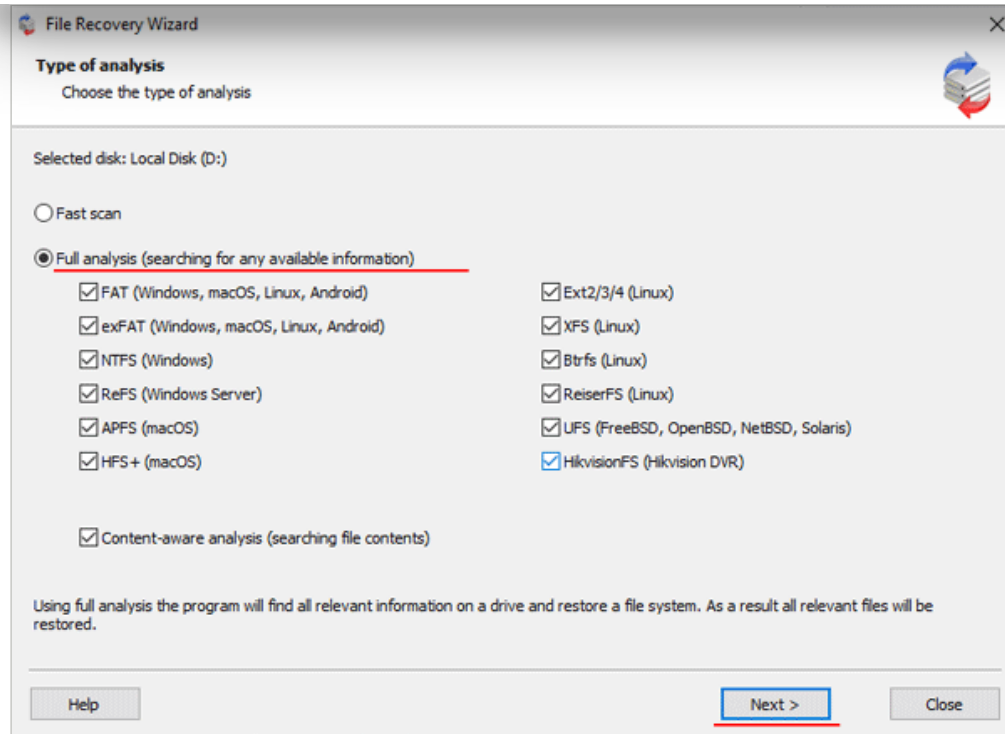 File Recovery Wizard
Type of analysis
Choose the type of analysis
Selected disk: Local Disk (D:)
Fast scan
Full analysis (searching for any available information)
FAT (Windows, macOS, Linux, Android)
exFAT (Windows, macOS, Linux, Android)
NTFS (Windows)
ReFS (Windows Server)
APFS (macOS)
HFS+ (macOS)
Ext2/3/4 (Linux)
XFS (Linux)
Btrfs (Linux)
ReiserFS (Linux)
UFS (FreeBSD, OpenBSD, NetBSD, Solaris)
HikvisionFS (Hikvision DVR)
Content-aware analysis (searching file contents)
Using full analysis the program will find all relevant information on a drive and restore a file system. As a result all relevant files will be
restored.
Help
Next >
Close